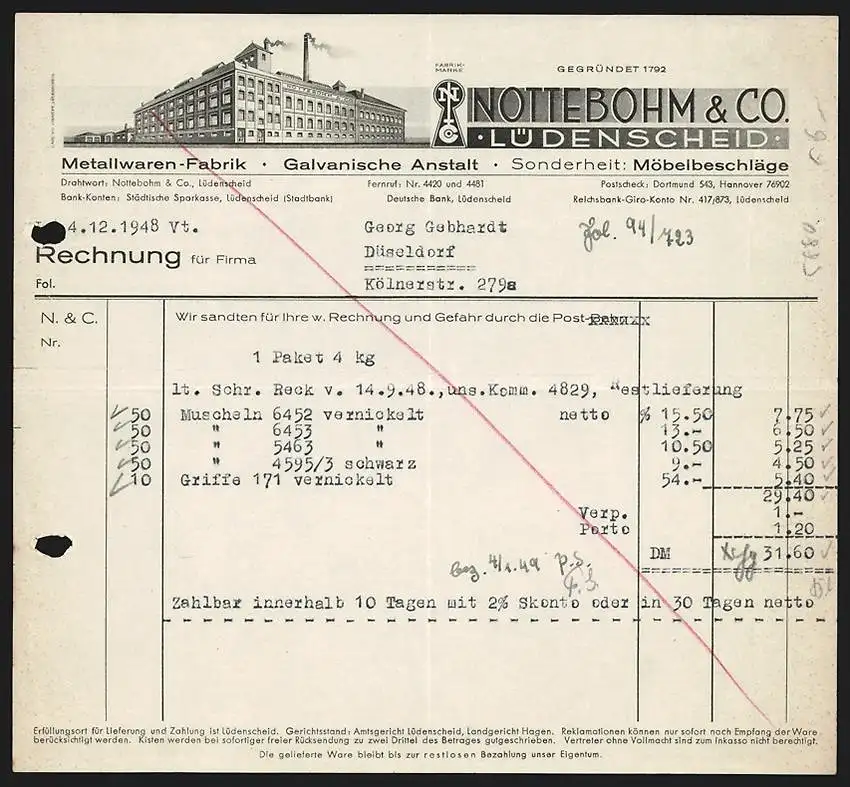 FABRIK-
MARKE
GEGRÜNDET 1792
N
C
NOTTEBOHM & CO.
· LÜDENSCHEID ·
Metallwaren-Fabrik · Galvanische Anstalt · Sonderheit: Möbelbeschläge
Drahtwort: Nottebohm & Co., Lüdenscheid Fernruf: Nr. 4420 und 4481 Postscheck: Dortmund 543, Hannover 76902
Bank-Konten: Städtische Sparkasse, Lüdenscheid (Stadtbank) Deutsche Bank, Lüdenscheid Reichsbank-Giro-Konto Nr. 417/873, Lüdenscheid
4.12.1948 Vt. Georg Gebhardt
94/723
Rechnung für Firma Düseldorf
Fol. Kölnerstr. 279a
N. & C. Wir sandten für Ihre w. Rechnung und Gefahr durch die Post-
Nr.
1 Paket 4 kg
lt. Schr. Reck v. 14.9.48.,uns.Komm. 4829, Restlieferung
50 Muscheln 6452 vernickelt netto % 15.50 7.75
50 " 6453 " 13.- 6.50
50 " 5463 " 10.50 5.25
50 " 4595/3 schwarz 9.- 4.50
10 Griffe 171 vernickelt 54.- 5.40
29.40
Verp. 1.-
Porto 1.20
DM 31.60
bez. 4/1.49 P.S.
Zahlbar innerhalb 10 Tagen mit 2% Skonto oder in 30 Tagen netto
Erfüllungsort für Lieferung und Zahlung ist Lüdenscheid. Gerichtsstand: Amtsgericht Lüdenscheid, Landgericht Hagen. Reklamationen können nur sofort nach Empfang der Ware
berücksichtigt werden. Kisten werden bei sofortiger freier Rücksendung zu zwei Drittel des Betrages gutgeschrieben. Vertreter ohne Vollmacht sind zum Inkasso nicht berechtigt.
Die gelieferte Ware bleibt bis zur restlosen Bezahlung unser Eigentum.